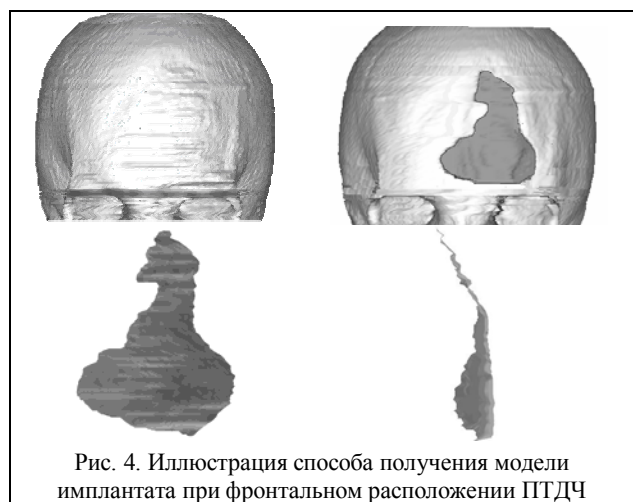 Рис. 4. Иллюстрация способа получения модели
имплантата при фронтальном расположении ПТДЧ